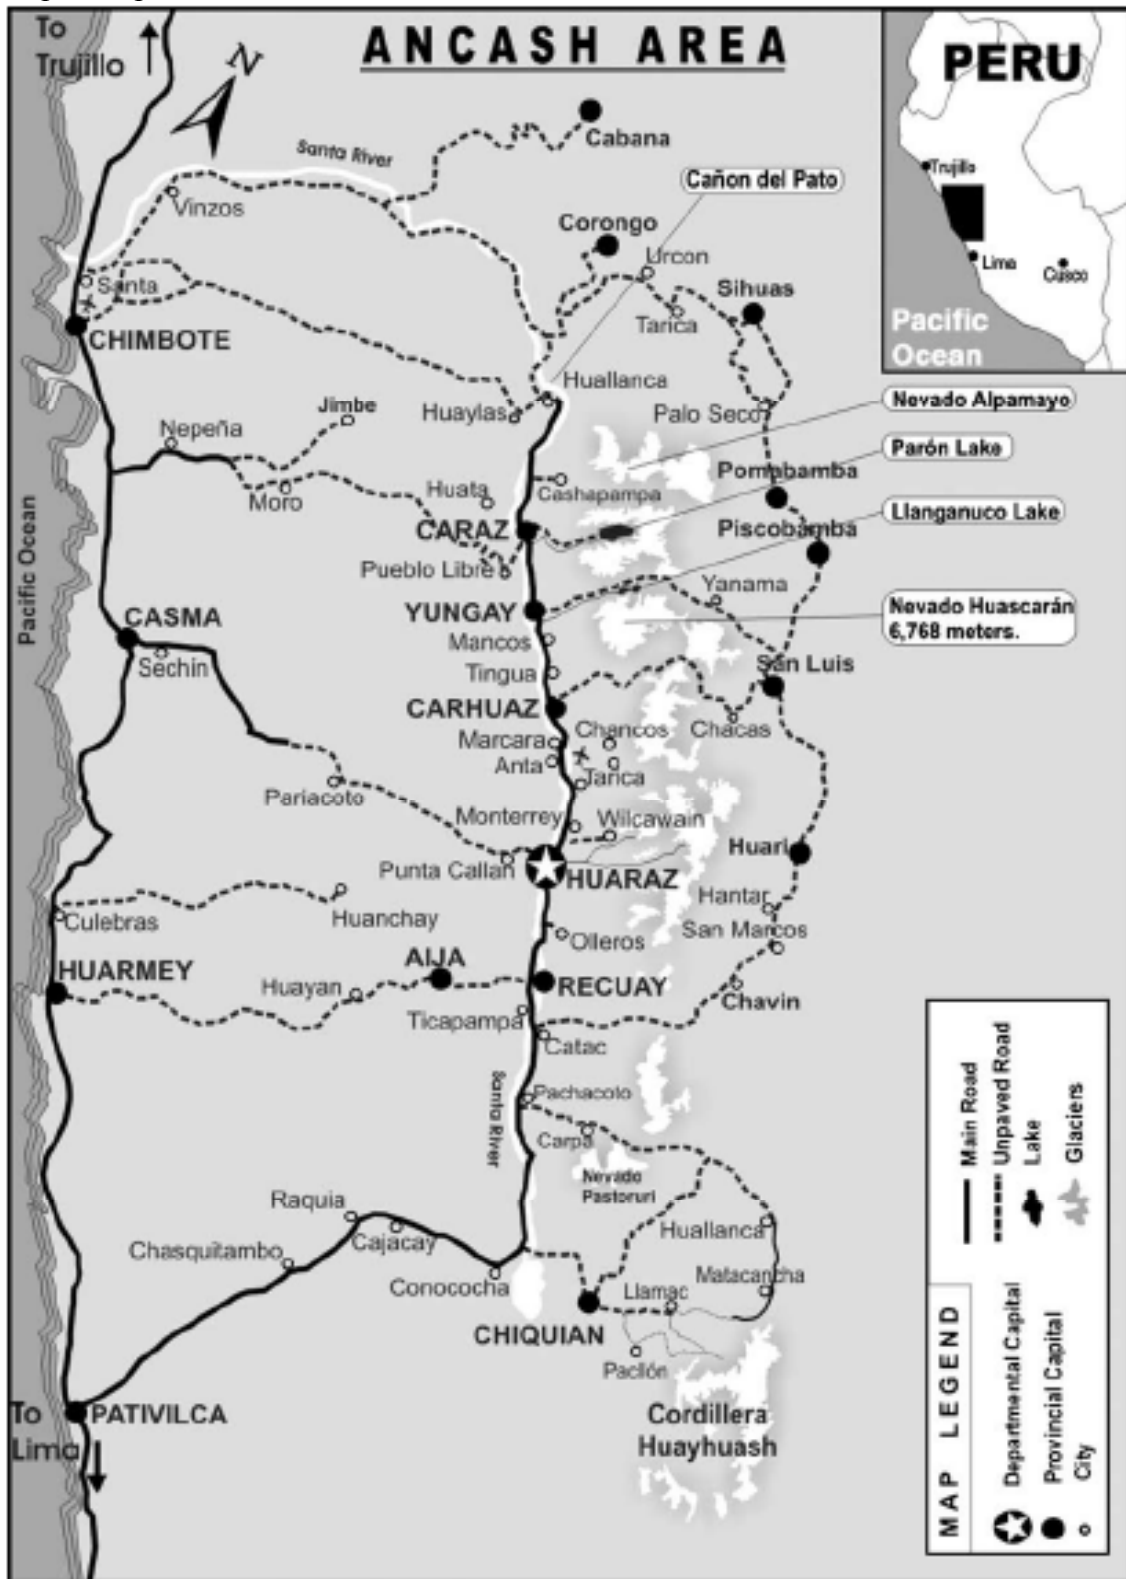 ANCASH AREA
To
Trujillo
N
PERU
Trujillo
Lima
Cusco
Pacific
Ocean
Cabana
Santa River
Cañon del Pato
Vinzos
Corongo
Urcon
Santa
Sihuas
Tarica
CHIMBOTE
Huallanca
Huaylas
Palo Seco
Jimbe
Nepeña
Nevado Alpamayo
Parón Lake
Pomabamba
Moro
Huata
Cashapampa
Llanganuco Lake
CARAZ
Piscobamba
Pueblo Libre
Yanama
Pacific Ocean
YUNGAY
Nevado Huascarán
6,768 meters.
CASMA
Mancos
Sechin
Tingua
San Luis
CARHUAZ
Chancos
Chacas
Marcara
Anta
Tarica
Pariacoto
Monterrey
Wilcawain
Huari
Punta Callan
HUARAZ
Hantar
Culebras
Huanchay
Olleros
San Marcos
HUARMEY
AIJA
Huayan
RECUAY
Chavin
Ticapampa
Catac
Santa River
Pachacoto
Carpa
Nevado
Pastoruri
Raquia
Cajacay
Huallanca
Chasquitambo
Conococha
Matacancha
Llamac
CHIQUIAN
Pacllón
To
Lima
PATIVILCA
Cordillera
Huayhuash
MAP LEGEND
Departmental Capital
Provincial Capital
City
Main Road
Unpaved Road
Lake
Glaciers